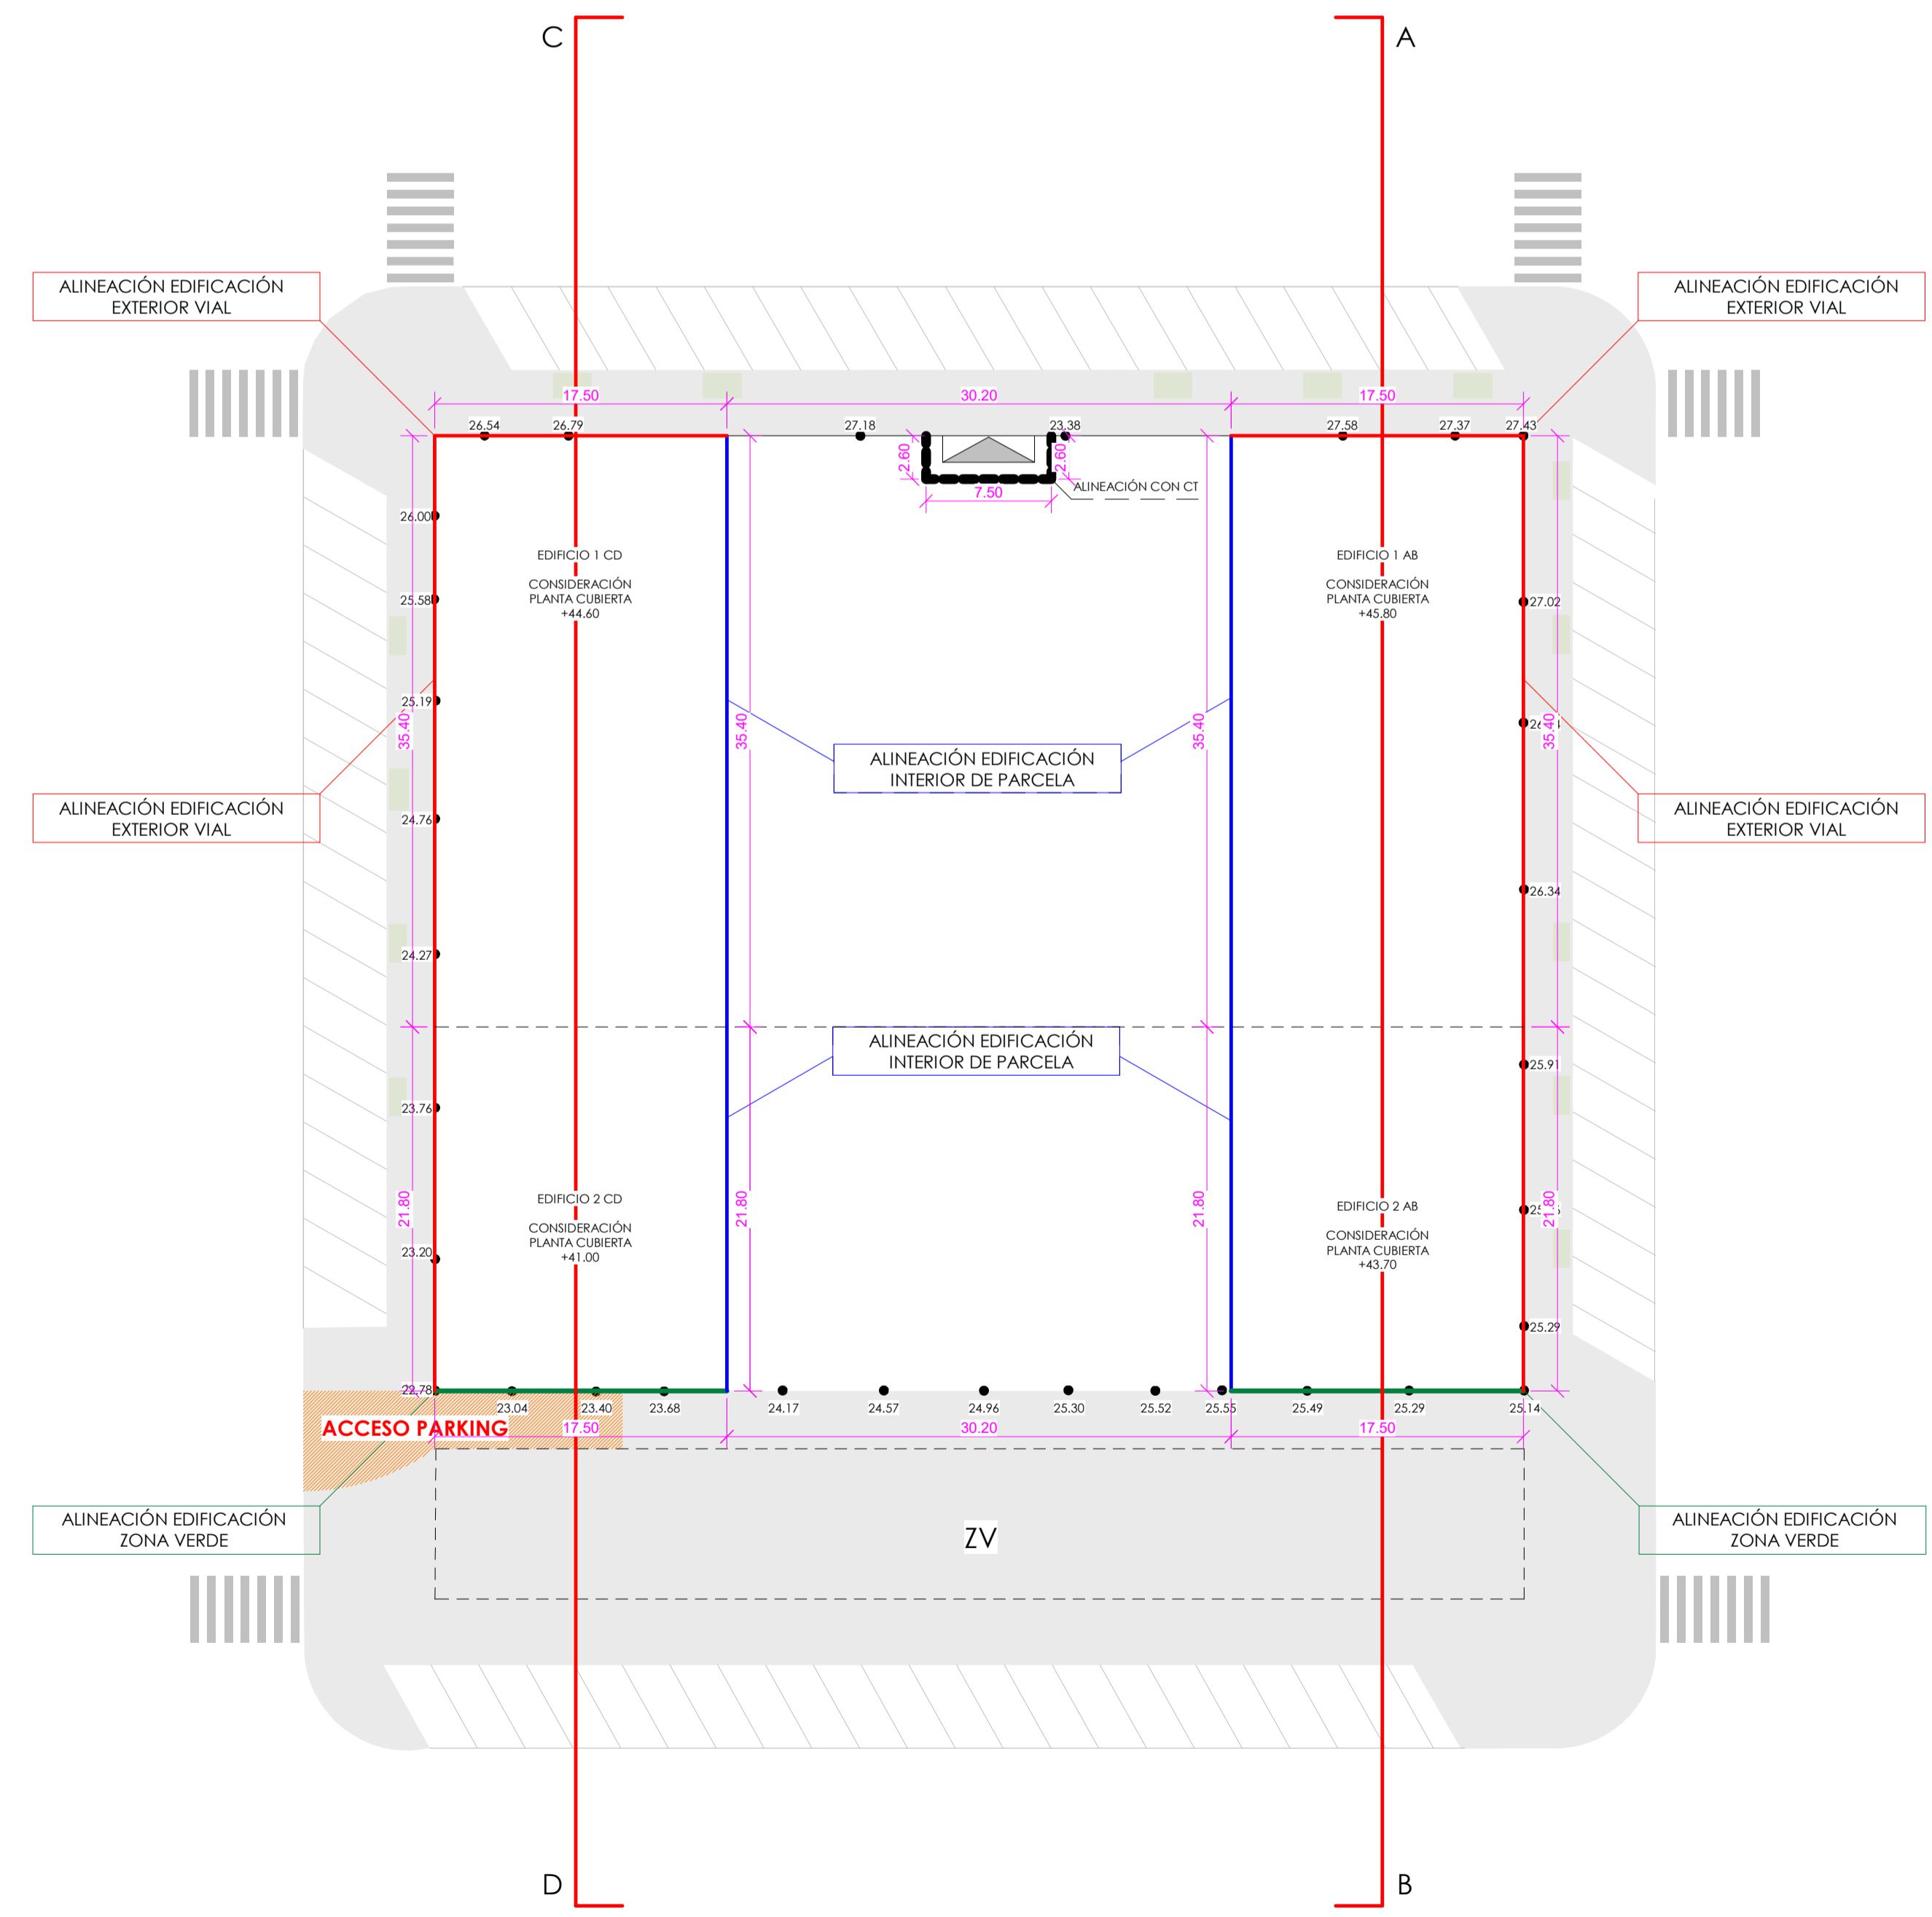 C
A
ALINEACIÓN EDIFICACIÓN
EXTERIOR VIAL
ALINEACIÓN EDIFICACIÓN
EXTERIOR VIAL
17.50
30.20
17.50
26.54
26.79
27.18
23.38
27.58
27.37
27.43
2.60
2.60
7.50
ALINEACIÓN CON CT
26.00
EDIFICIO 1 CD
CONSIDERACIÓN
PLANTA CUBIERTA
+44.60
EDIFICIO 1 AB
CONSIDERACIÓN
PLANTA CUBIERTA
+45.80
25.58
27.02
25.19
35.40
35.40
35.40
35.40
ALINEACIÓN EDIFICACIÓN
INTERIOR DE PARCELA
ALINEACIÓN EDIFICACIÓN
EXTERIOR VIAL
ALINEACIÓN EDIFICACIÓN
EXTERIOR VIAL
24.76
26.34
24.27
ALINEACIÓN EDIFICACIÓN
INTERIOR DE PARCELA
25.91
23.76
21.80
21.80
21.80
21.80
EDIFICIO 2 CD
CONSIDERACIÓN
PLANTA CUBIERTA
+41.00
EDIFICIO 2 AB
CONSIDERACIÓN
PLANTA CUBIERTA
+43.70
23.20
25.29
22.78
23.04
23.40
23.68
24.17
24.57
24.96
25.30
25.52
25.55
25.49
25.29
25.14
ACCESO PARKING
17.50
30.20
17.50
ALINEACIÓN EDIFICACIÓN
ZONA VERDE
ZV
ALINEACIÓN EDIFICACIÓN
ZONA VERDE
D
B